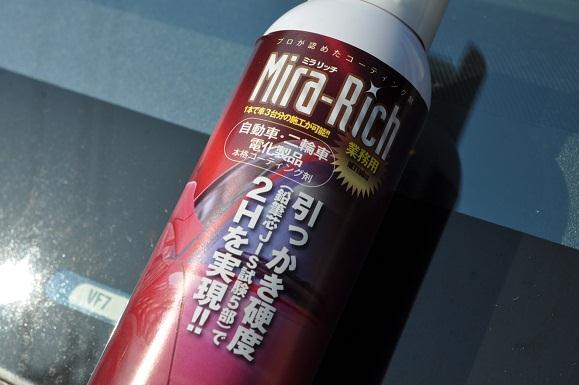 プロが認めたコーティング剤
ミラリッチ
Mira-Rich
1本で車3台分の施工が可能!!
自動車・二輪車
電化製品
本格コーティング剤
業務用
引っかき硬度
(鉛筆芯JIS試験5部)で
2Hを実現!!
VF7